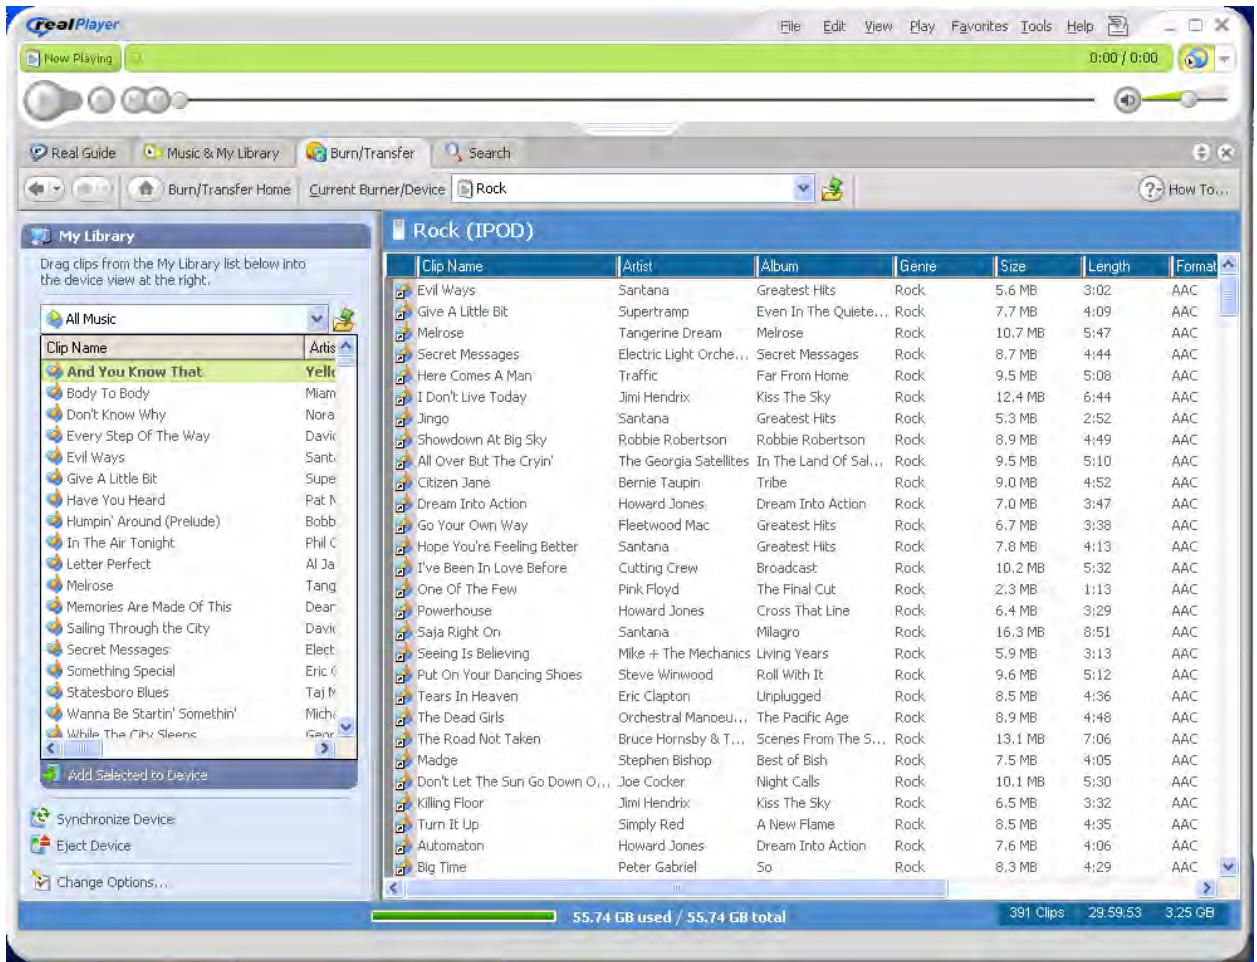 realPlayer
File Edit View Play Favorites Tools Help
Now Playing 0:00 / 0:00
Real Guide Music & My Library Burn/Transfer Search
Burn/Transfer Home Current Burner/Device Rock How To...
My Library
Drag clips from the My Library list below into
the device view at the right.
All Music
Clip Name Artis
And You Know That Yello
Body To Body Miam
Don't Know Why Nora
Every Step Of The Way David
Evil Ways Santa
Give A Little Bit Supe
Have You Heard Pat M
Humpin' Around (Prelude) Bobb
In The Air Tonight Phil C
Letter Perfect Al Ja
Melrose Tang
Memories Are Made Of This Dear
Sailing Through the City David
Secret Messages Elect
Something Special Eric
Statesboro Blues Taj M
Wanna Be Startin' Somethin' Micha
While The City Sleeps Geor
Add Selected to Device
Synchronize Device
Eject Device
Change Options...
Rock (IPOD)
Clip Name Artist Album Genre Size Length Format
Evil Ways Santana Greatest Hits Rock 5.6 MB 3:02 AAC
Give A Little Bit Supertramp Even In The Quiete... Rock 7.7 MB 4:09 AAC
Melrose Tangerine Dream Melrose Rock 10.7 MB 5:47 AAC
Secret Messages Electric Light Orche... Secret Messages Rock 8.7 MB 4:44 AAC
Here Comes A Man Traffic Far From Home Rock 9.5 MB 5:08 AAC
I Don't Live Today Jimi Hendrix Kiss The Sky Rock 12.4 MB 6:44 AAC
Jingo Santana Greatest Hits Rock 5.3 MB 2:52 AAC
Showdown At Big Sky Robbie Robertson Robbie Robertson Rock 8.9 MB 4:49 AAC
All Over But The Cryin' The Georgia Satellites In The Land Of Sal... Rock 9.5 MB 5:10 AAC
Citizen Jane Bernie Taupin Tribe Rock 9.0 MB 4:52 AAC
Dream Into Action Howard Jones Dream Into Action Rock 7.0 MB 3:47 AAC
Go Your Own Way Fleetwood Mac Greatest Hits Rock 6.7 MB 3:38 AAC
Hope You're Feeling Better Santana Greatest Hits Rock 7.8 MB 4:13 AAC
I've Been In Love Before Cutting Crew Broadcast Rock 10.2 MB 5:32 AAC
One Of The Few Pink Floyd The Final Cut Rock 2.3 MB 1:13 AAC
Powerhouse Howard Jones Cross That Line Rock 6.4 MB 3:29 AAC
Saja Right On Santana Milagro Rock 16.3 MB 8:51 AAC
Seeing Is Believing Mike + The Mechanics Living Years Rock 5.9 MB 3:13 AAC
Put On Your Dancing Shoes Steve Winwood Roll With It Rock 9.6 MB 5:12 AAC
Tears In Heaven Eric Clapton Unplugged Rock 8.5 MB 4:36 AAC
The Dead Girls Orchestral Manoeu... The Pacific Age Rock 8.9 MB 4:48 AAC
The Road Not Taken Bruce Hornsby & T... Scenes From The S... Rock 13.1 MB 7:06 AAC
Madge Stephen Bishop Best of Bish Rock 7.5 MB 4:05 AAC
Don't Let The Sun Go Down O... Joe Cocker Night Calls Rock 10.1 MB 5:30 AAC
Killing Floor Jimi Hendrix Kiss The Sky Rock 6.5 MB 3:32 AAC
Turn It Up Simply Red A New Flame Rock 8.5 MB 4:35 AAC
Automaton Howard Jones Dream Into Action Rock 7.6 MB 4:06 AAC
Big Time Peter Gabriel So Rock 8.3 MB 4:29 AAC
55.74 GB used / 55.74 GB total 391 Clips 29:59:53 3.25 GB